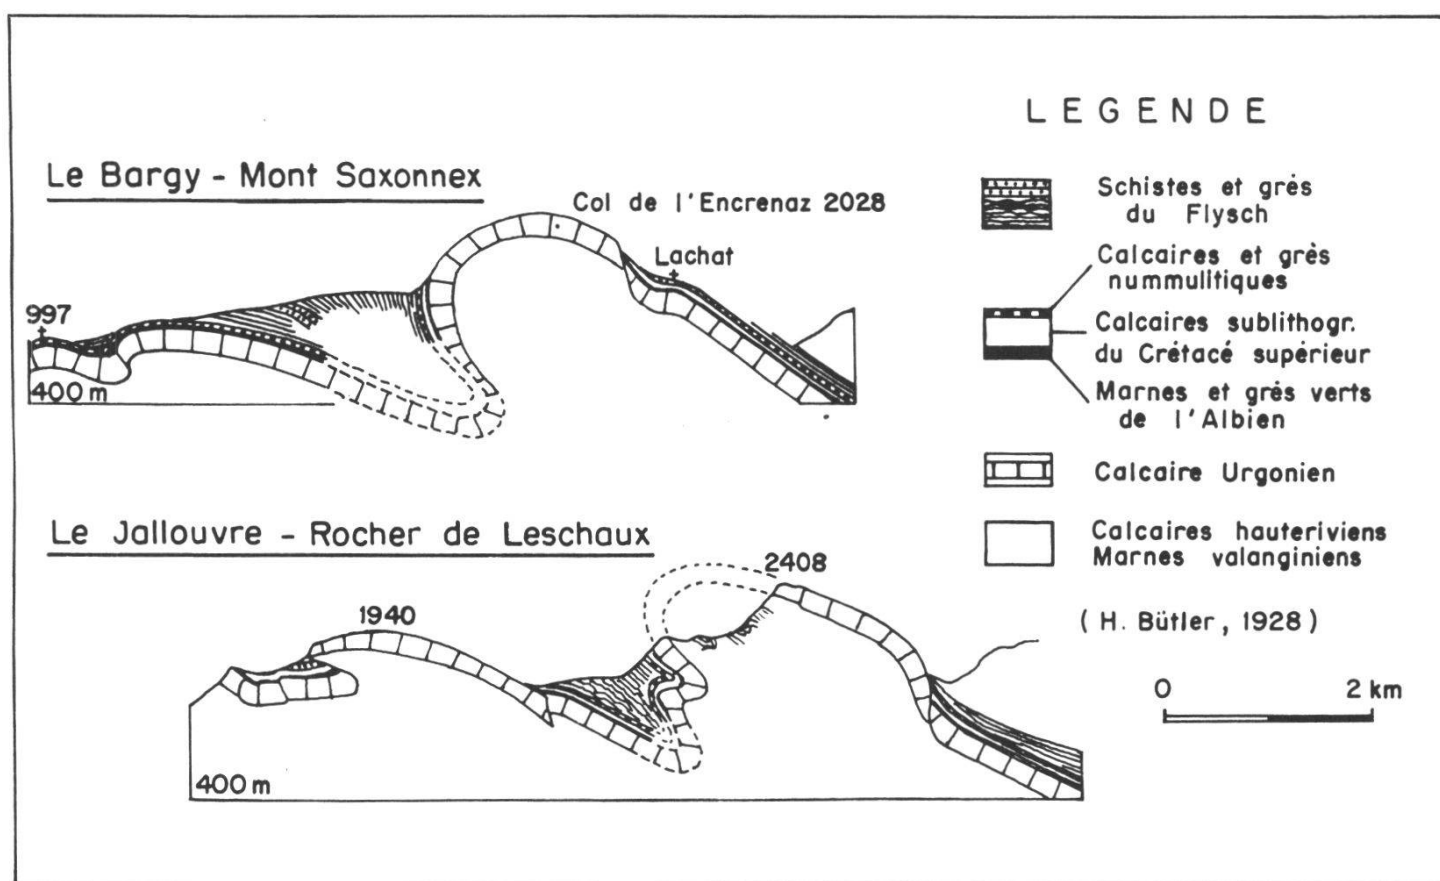 LEGENDE
Le Bargy - Mont Saxonnex
Col de l'Encrenaz 2028
Lachat
997
400 m
Schistes et grès
du Flysch
Calcaires et grès
nummulitiques
Calcaires sublithogr.
du Crétacé supérieur
Marnes et grès verts
de l'Albien
Calcaire Urgonien
Calcaires hauteriviens
Marnes valanginiens
(H. Bütler, 1928)
0 2 km
Le Jallouvre - Rocher de Leschaux
2408
1940
400 m